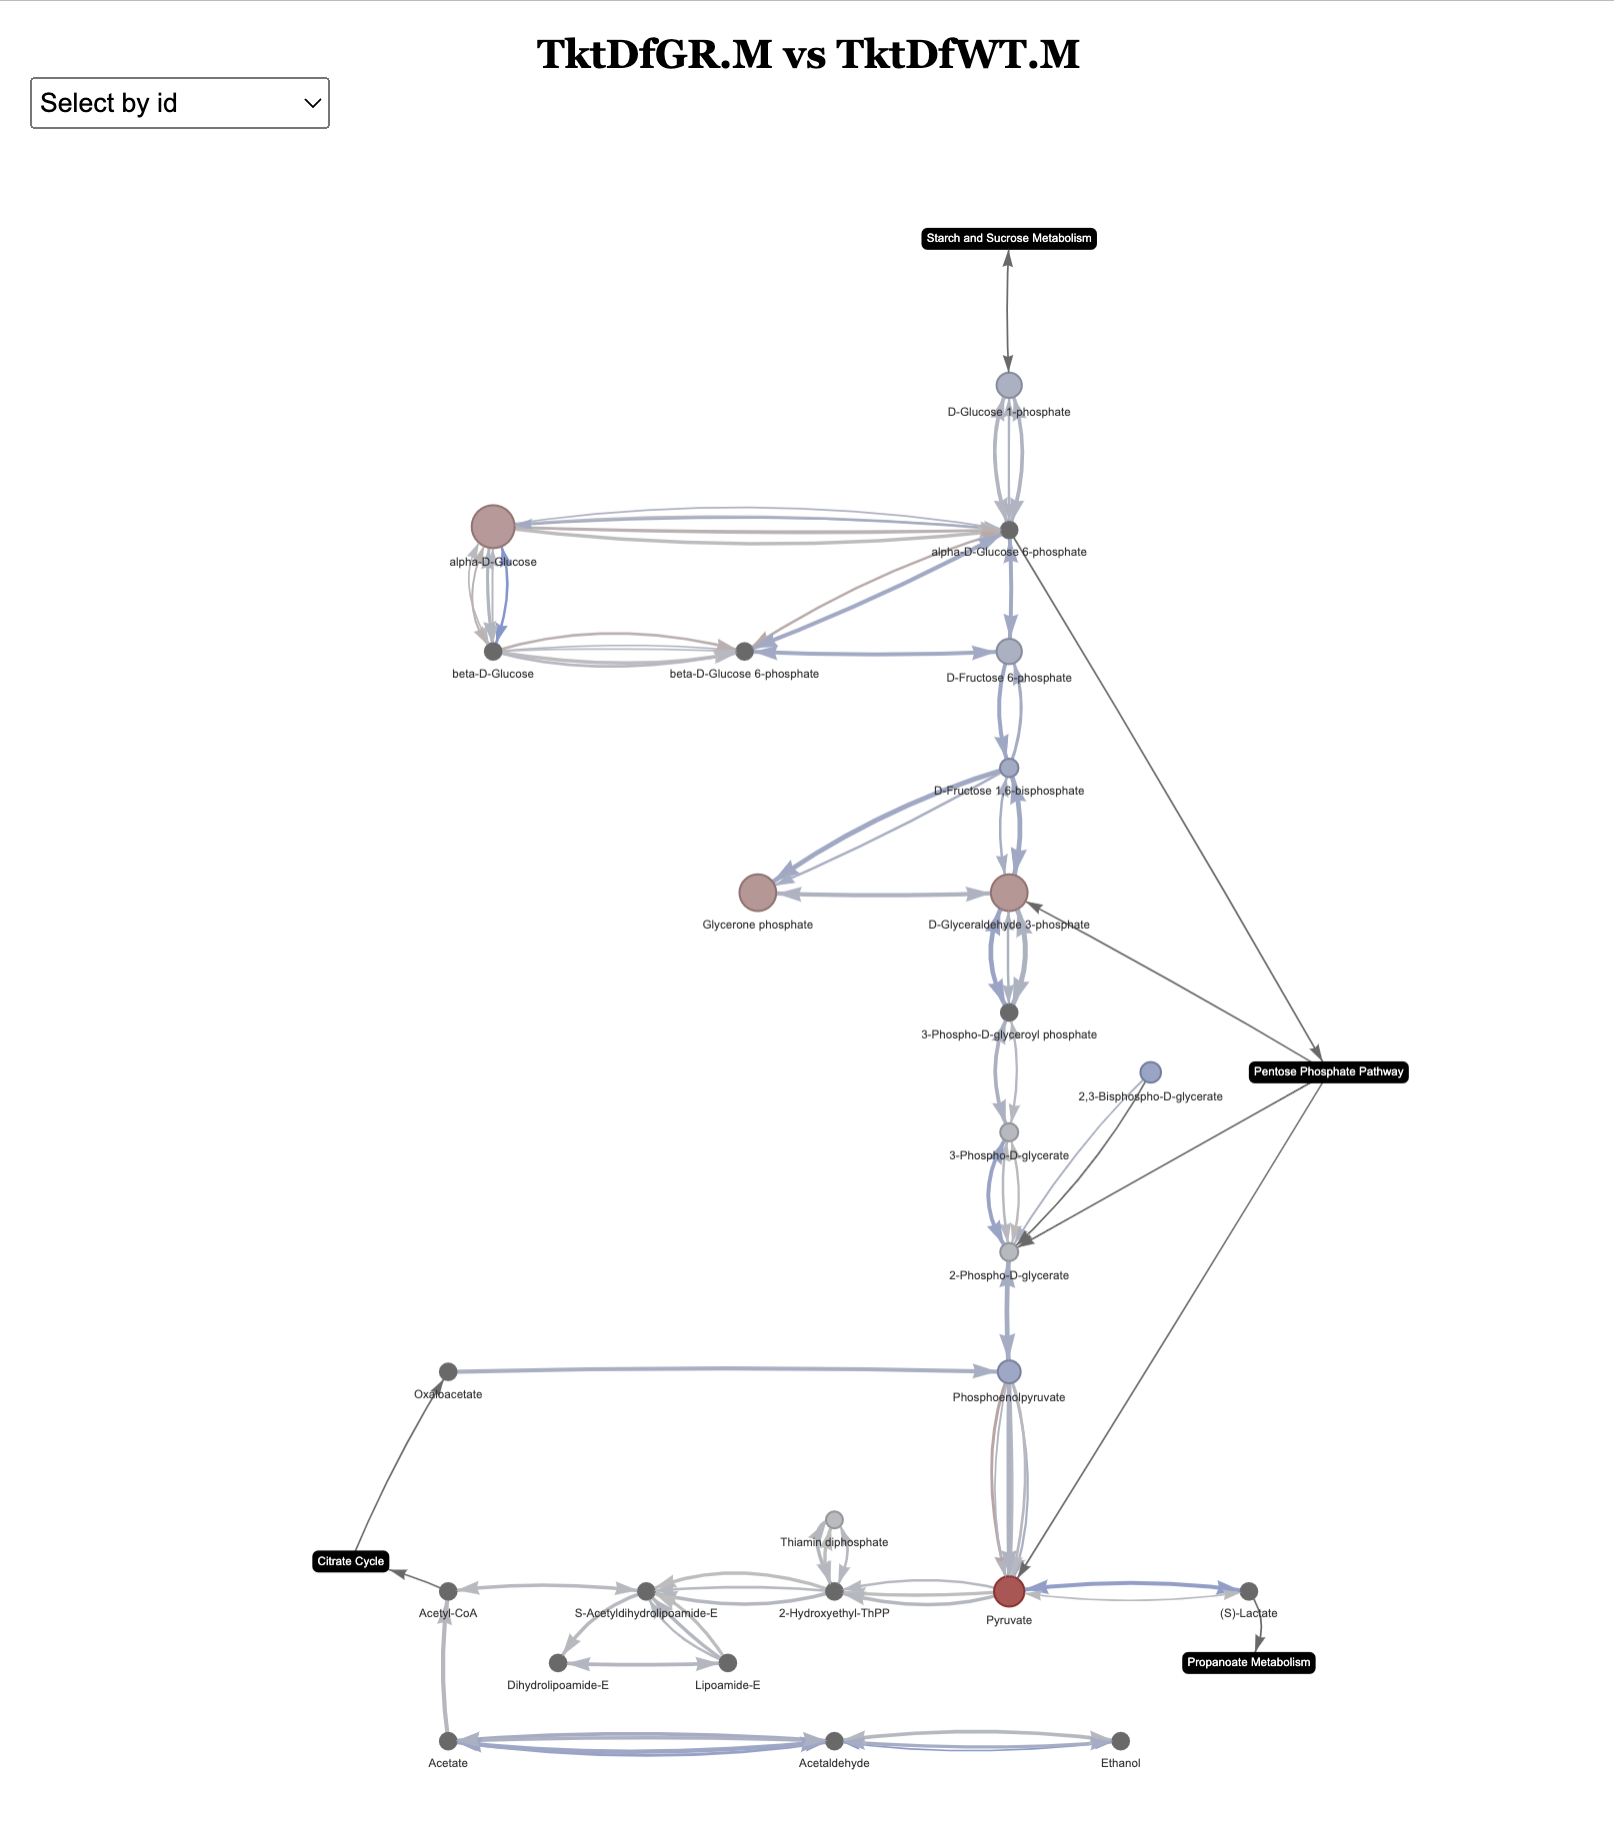 TktDfGR.M vs TktDfWT.M
Select by id
Starch and Sucrose Metabolism
D-Glucose 1-phosphate
alpha-D-Glucose
alpha-D-Glucose 6-phosphate
beta-D-Glucose
beta-D-Glucose 6-phosphate
D-Fructose 6-phosphate
D-Fructose 1,6-bisphosphate
Glycerone phosphate
D-Glyceraldehyde 3-phosphate
3-Phospho-D-glyceroyl phosphate
Pentose Phosphate Pathway
2,3-Bisphospho-D-glycerate
3-Phospho-D-glycerate
2-Phospho-D-glycerate
Oxaloacetate
Phosphoenolpyruvate
Thiamin diphosphate
Citrate Cycle
Acetyl-CoA
S-Acetyldihydrolipoamide-E
2-Hydroxyethyl-ThPP
Pyruvate
(S)-Lactate
Propanoate Metabolism
Dihydrolipoamide-E
Lipoamide-E
Acetate
Acetaldehyde
Ethanol